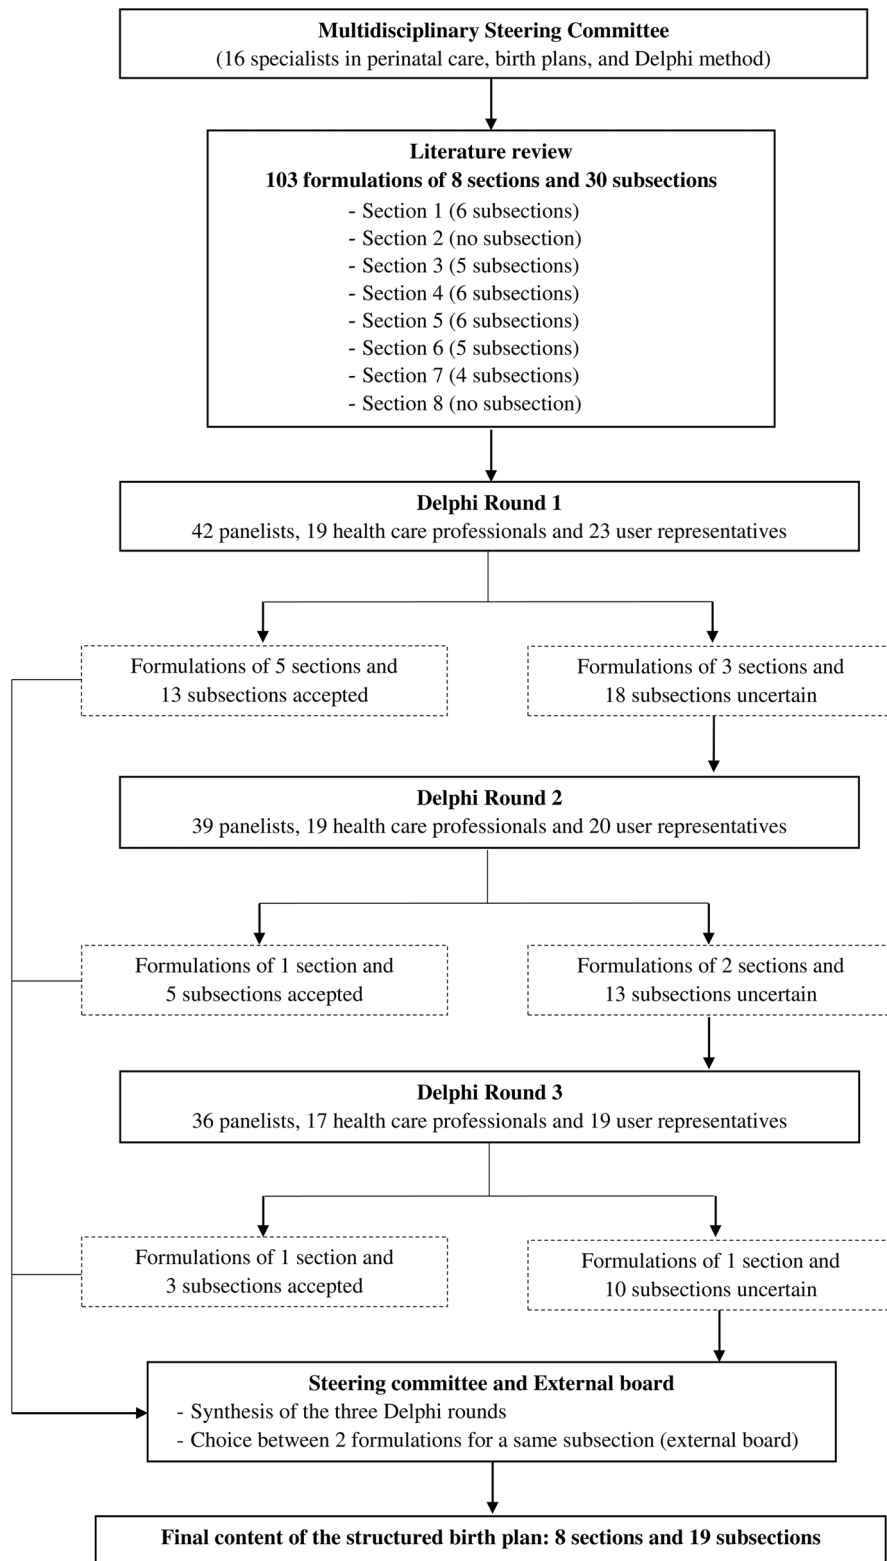 Multidisciplinary Steering Committee
(16 specialists in perinatal care, birth plans, and Delphi method)
Literature review
103 formulations of 8 sections and 30 subsections
- Section 1 (6 subsections)
- Section 2 (no subsection)
- Section 3 (5 subsections)
- Section 4 (6 subsections)
- Section 5 (6 subsections)
- Section 6 (5 subsections)
- Section 7 (4 subsections)
- Section 8 (no subsection)
Delphi Round 1
42 panelists, 19 health care professionals and 23 user representatives
Formulations of 5 sections and
13 subsections accepted
Formulations of 3 sections and
18 subsections uncertain
Delphi Round 2
39 panelists, 19 health care professionals and 20 user representatives
Formulations of 1 section and
5 subsections accepted
Formulations of 2 sections and
13 subsections uncertain
Delphi Round 3
36 panelists, 17 health care professionals and 19 user representatives
Formulations of 1 section and
3 subsections accepted
Formulations of 1 section and
10 subsections uncertain
Steering committee and External board
- Synthesis of the three Delphi rounds
- Choice between 2 formulations for a same subsection (external board)
Final content of the structured birth plan: 8 sections and 19 subsections